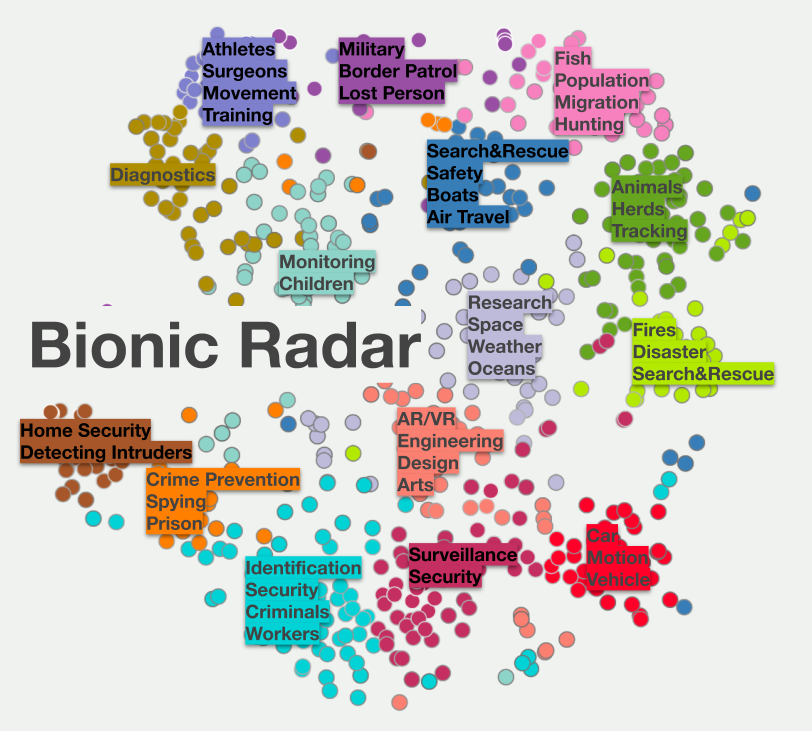 Athletes
Surgeons
Movement
Training
Military
Border Patrol
Lost Person
Fish
Population
Migration
Hunting
Diagnostics
Search&Rescue
Safety
Boats
Air Travel
Animals
Herds
Tracking
Monitoring
Children
Bionic Radar
Research
Space
Weather
Oceans
Fires
Disaster
Search&Rescue
Home Security
Detecting Intruders
AR/VR
Engineering
Design
Arts
Crime Prevention
Spying
Prison
Identification
Security
Criminals
Workers
Surveillance
Security
Car
Motion
Vehicle